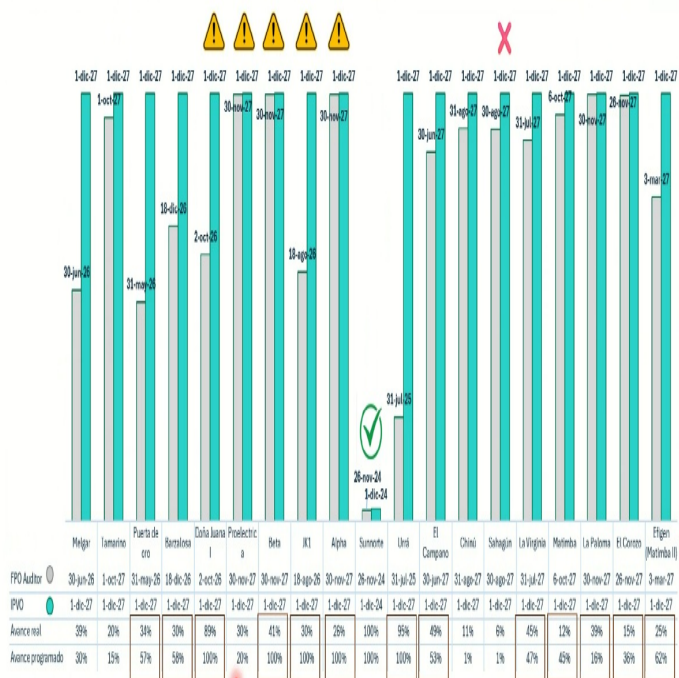 1-dic-27 1-dic-27 1-dic-27 1-dic-27 1-dic-27 1-dic-27 1-dic-27 1-dic-27 1-dic-27 1-dic-27 1-dic-27 1-dic-27 1-dic-27 1-dic-27 1-dic-27 1-dic-27 1-dic-27 1-dic-27
1-oct-27 30-nov-27 30-nov-27 30-nov-27 6-oct-27 30-nov-27 26-nov-27
30-jun-27 31-ago-27 30-ago-27 31-jul-27
3-mar-27
18-dic-26
2-oct-26
18-ago-26
30-jun-26
31-may-26
31-jul-25
26-nov-24
1-dic-24
Melgar Tamarino Puerta de oro Barzalosa Doña Juana I Proelectrica Beta JK1 Alpha Sunnorte Urrá El Campano Chinú Sahagún La Virginia Matimba La Paloma El Corozo Efigen (Matimba II)
FPO Auditor 30-jun-26 1-oct-27 31-may-26 18-dic-26 2-oct-26 30-nov-27 30-nov-27 18-ago-26 30-nov-27 26-nov-24 31-jul-25 30-jun-27 31-ago-27 30-ago-27 31-jul-27 6-oct-27 30-nov-27 26-nov-27 3-mar-27
IPVO 1-dic-27 1-dic-27 1-dic-27 1-dic-27 1-dic-27 1-dic-27 1-dic-27 1-dic-27 1-dic-27 1-dic-24 1-dic-27 1-dic-27 1-dic-27 1-dic-27 1-dic-27 1-dic-27 1-dic-27 1-dic-27 1-dic-27
Avance real 39% 20% 34% 30% 89% 30% 41% 30% 26% 100% 95% 49% 11% 6% 45% 12% 39% 15% 25%
Avance programado 30% 15% 57% 58% 100% 20% 100% 100% 100% 100% 100% 53% 1% 1% 47% 45% 16% 36% 62%